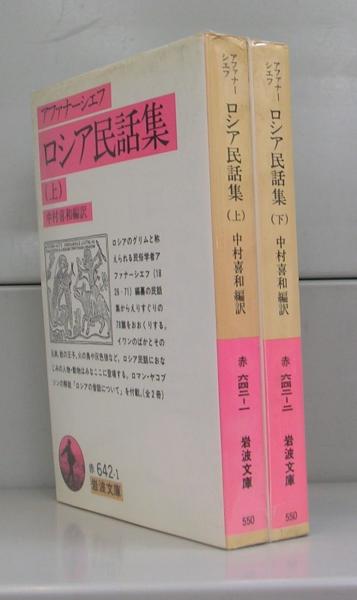 アファナーシエフ
ロシア民話集
(上)
中村喜和編訳
ロシアのグリムと称
えられる民俗学者ア
ファナーシエフ(18
26-71)編纂の民話
集からえりすぐりの
78篇をおおくりする.
イワンのばかとその
兄弟,蛙の王子,火の鳥や灰色狼など,ロシア民話におな
じみの人物・動物はみなここに登場する.ロマン・ヤコブ
ソンの解説「ロシアの昔話について」を付載.(全2冊)
赤 642-1
岩波文庫
アファナーシエフ
ロシア民話集(上)
中村喜和編訳
赤 六四二-一
岩波文庫
550
アファナーシエフ
ロシア民話集(下)
中村喜和編訳
赤 六四二-二
岩波文庫
550